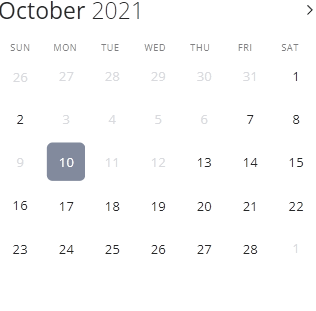 October 2021 >
SUN MON TUE WED THU FRI SAT
26 27 28 29 30 31 1
2 3 4 5 6 7 8
9 10 11 12 13 14 15
16 17 18 19 20 21 22
23 24 25 26 27 28 1